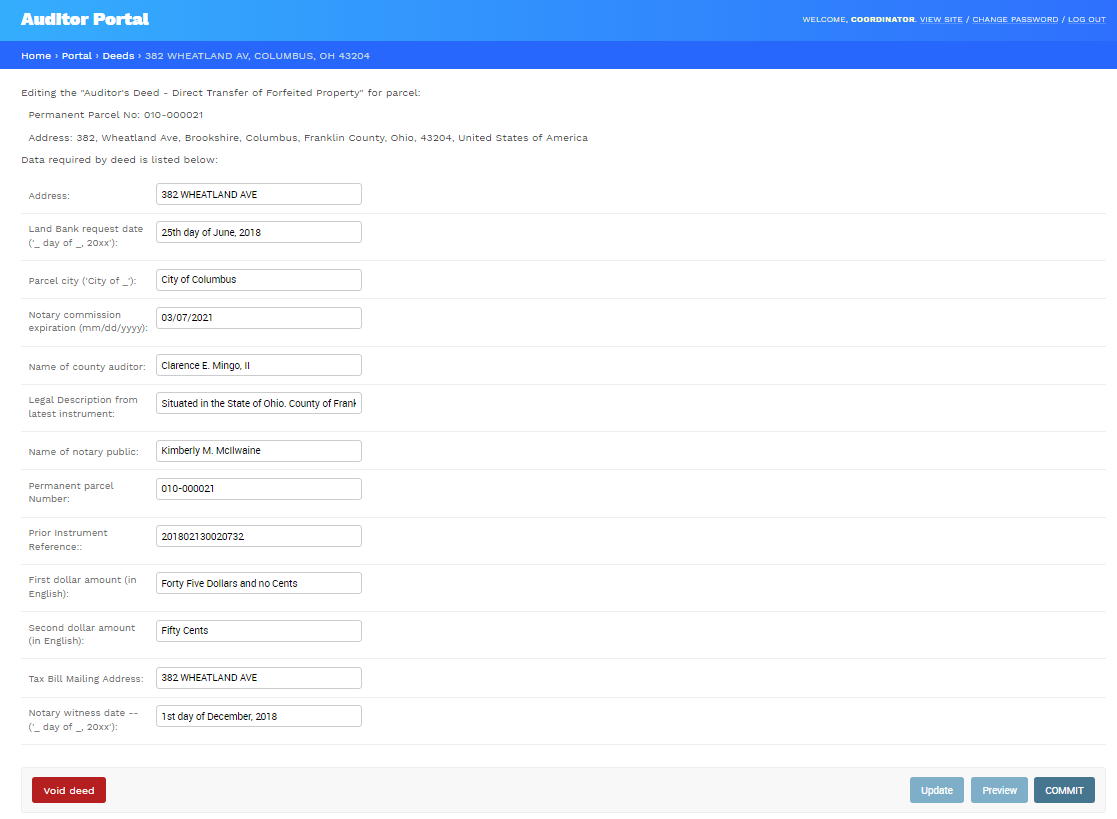 Auditor Portal
WELCOME, COORDINATOR. VIEW SITE / CHANGE PASSWORD / LOG OUT
Home › Portal › Deeds › 382 WHEATLAND AV, COLUMBUS, OH 43204
Editing the "Auditor's Deed - Direct Transfer of Forfeited Property" for parcel:
Permanent Parcel No: 010-000021
Address: 382, Wheatland Ave, Brookshire, Columbus, Franklin County, Ohio, 43204, United States of America
Data required by deed is listed below:
Address: 382 WHEATLAND AVE
Land Bank request date
('_ day of _, 20xx'): 25th day of June, 2018
Parcel city ('City of _'): City of Columbus
Notary commission
expiration (mm/dd/yyyy): 03/07/2021
Name of county auditor: Clarence E. Mingo, II
Legal Description from
latest instrument: Situated in the State of Ohio. County of Frank
Name of notary public: Kimberly M. McIlwaine
Permanent parcel
Number: 010-000021
Prior Instrument
Reference:: 201802130020732
First dollar amount (in
English): Forty Five Dollars and no Cents
Second dollar amount
(in English): Fifty Cents
Tax Bill Mailing Address: 382 WHEATLAND AVE
Notary witness date --
('_ day of _, 20xx'): 1st day of December, 2018
Void deed
Update Preview COMMIT